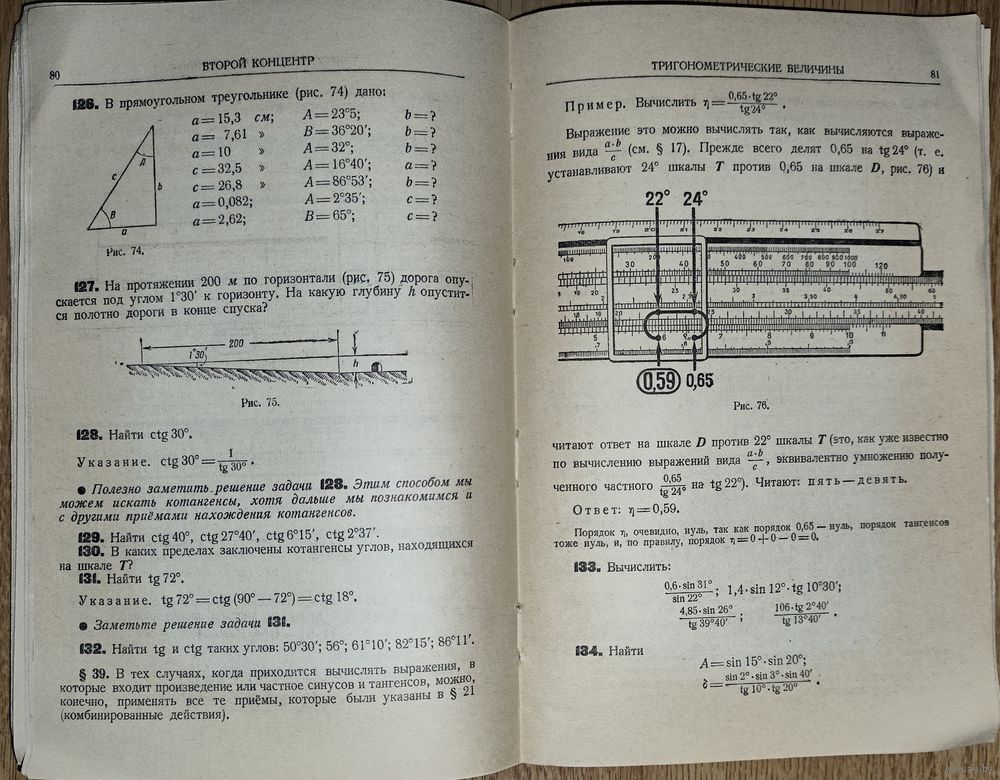 80 ВТОРОЙ КОНЦЕНТР
126. В прямоугольном треугольнике (рис. 74) дано:
a = 15,3 см; A = 23°5; b = ?
a = 7,61 » B = 36°20′; b = ?
a = 10 » A = 32°; b = ?
c = 32,5 » A = 16°40′; a = ?
c = 26,8 » A = 86°53′; b = ?
a = 0,082; A = 2°35′; c = ?
a = 2,62; B = 65°; c = ?
A
c
b
B
a
Рис. 74.
127. На протяжении 200 м по горизонтали (рис. 75) дорога опу-
скается под углом 1°30′ к горизонту. На какую глубину h опустит-
ся полотно дороги в конце спуска?
200
1°30′
h
Рис. 75.
128. Найти ctg 30°.
Указание. ctg 30° = 1 / tg 30°.
● Полезно заметить решение задачи 128. Этим способом мы
можем искать котангенсы, хотя дальше мы познакомимся и
с другими приёмами нахождения котангенсов.
129. Найти ctg 40°, ctg 27°40′, ctg 6°15′, ctg 2°37′.
130. В каких пределах заключены котангенсы углов, находящихся
на шкале T?
131. Найти tg 72°.
Указание. tg 72° = ctg (90° — 72°) = ctg 18°.
● Заметьте решение задачи 131.
132. Найти tg и ctg таких углов: 50°30′; 56°; 61°10′; 82°15′; 86°11′.
§ 39. В тех случаях, когда приходится вычислять выражения, в
которые входит произведение или частное синусов и тангенсов, можно,
конечно, применять все те приёмы, которые были указаны в § 21
(комбинированные действия).
ТРИГОНОМЕТРИЧЕСКИЕ ВЕЛИЧИНЫ 81
Пример. Вычислить η = 0,65·tg 22° / tg 24°.
Выражение это можно вычислять так, как вычисляются выраже-
ния вида a·b / c (см. § 17). Прежде всего делят 0,65 на tg 24° (т. е.
устанавливают 24° шкалы T против 0,65 на шкале D, рис. 76) и
22° 24°
0,59 0,65
Рис. 76.
читают ответ на шкале D против 22° шкалы T (это, как уже известно
по вычислению выражений вида a·b / c, эквивалентно умножению полу-
ченного частного 0,65 / tg 24° на tg 22°). Читают: пять—девять.
Ответ: η = 0,59.
Порядок η, очевидно, нуль, так как порядок 0,65 — нуль, порядок тангенсов
тоже нуль, и, по правилу, порядок η = 0 + 0 — 0 = 0.
133. Вычислить:
0,6·sin 31° / sin 22°; 1,4·sin 12°·tg 10°30′;
4,85·sin 26° / tg 39°40′; 106·tg 2°40′ / tg 13°40′.
134. Найти
A = sin 15°·sin 20°;
c = sin 2°·sin 3°·sin 40′ / tg 10°·tg 20°.